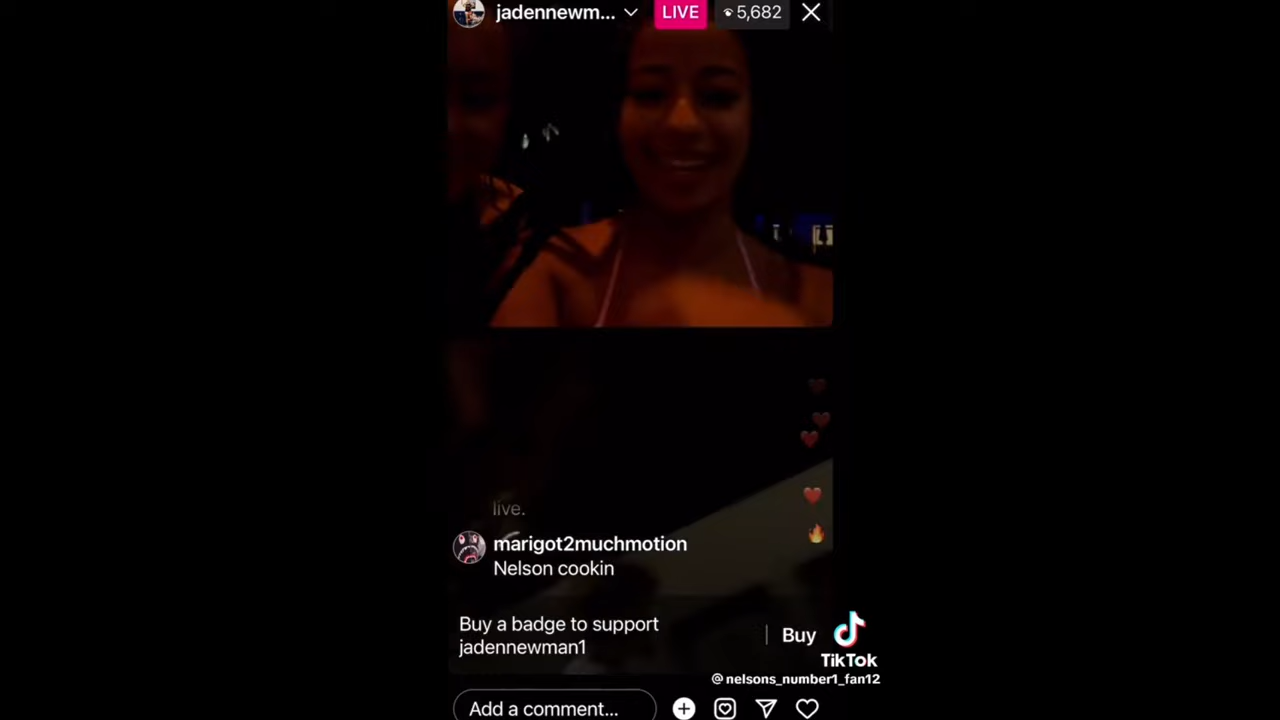 jadennewm...
LIVE
5,682
live.
marigot2muchmotion
Nelson cookin
Buy a badge to support
jadennewman1
Buy
TikTok
@nelsons_number1_fan12
Add a comment...